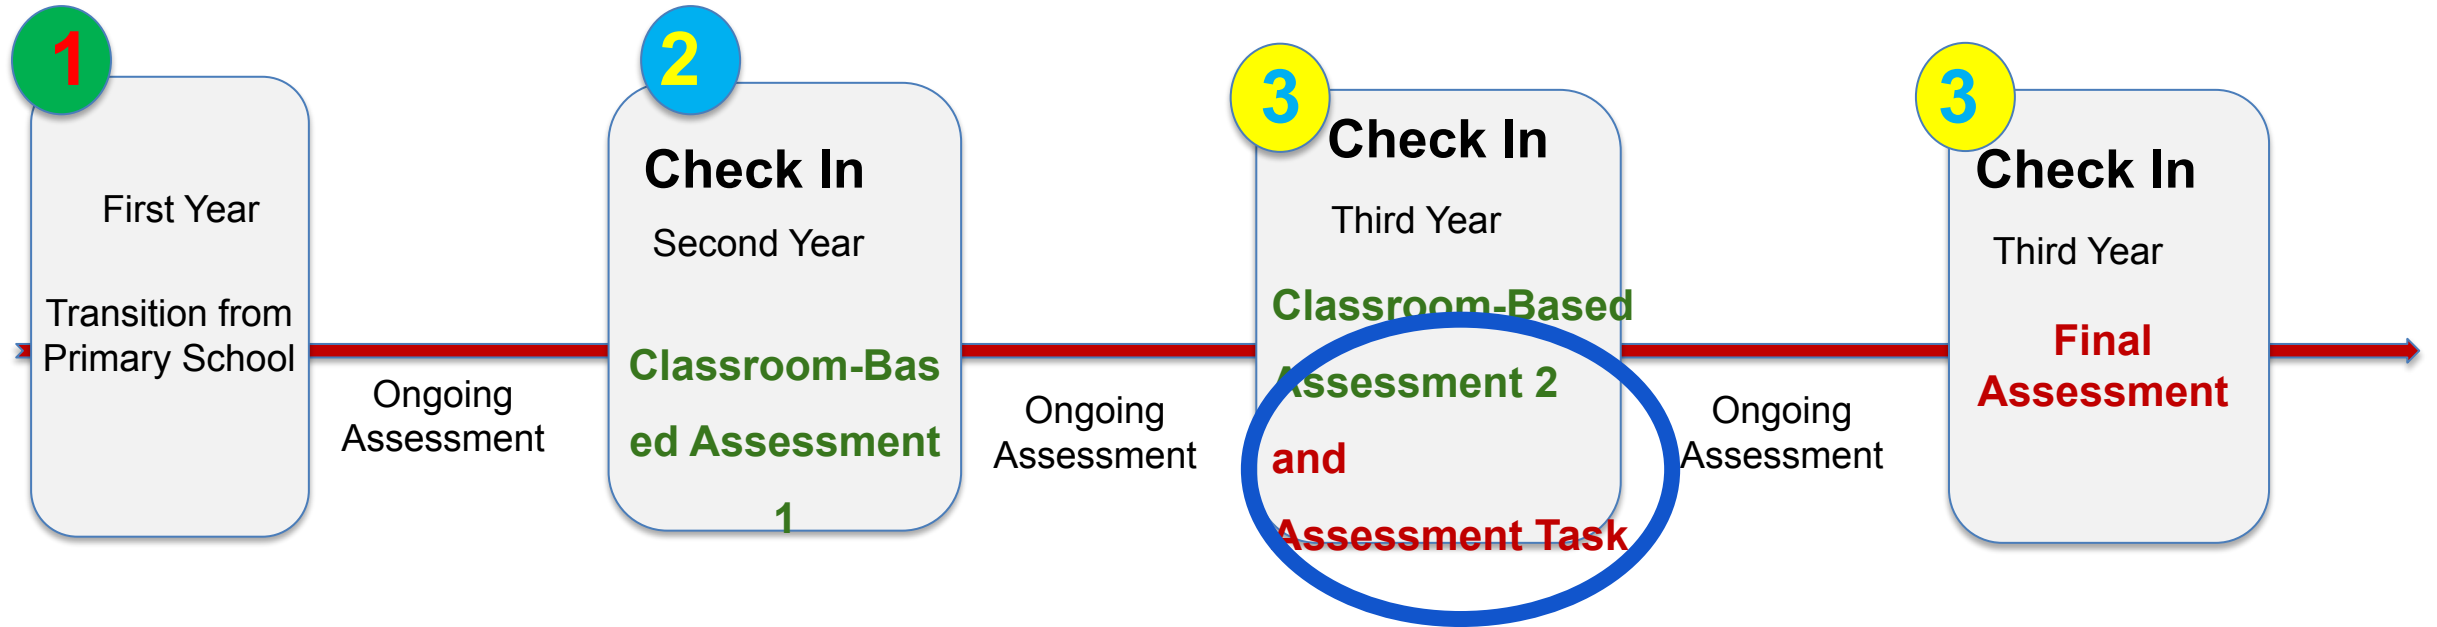 1
First Year
Transition from
Primary School
Ongoing
Assessment
2
Check In
Second Year
Classroom-Bas
ed Assessment
1
Ongoing
Assessment
3
Check In
Third Year
Classroom-Based
Assessment 2
and
Assessment Task
Ongoing
Assessment
3
Check In
Third Year
Final
Assessment